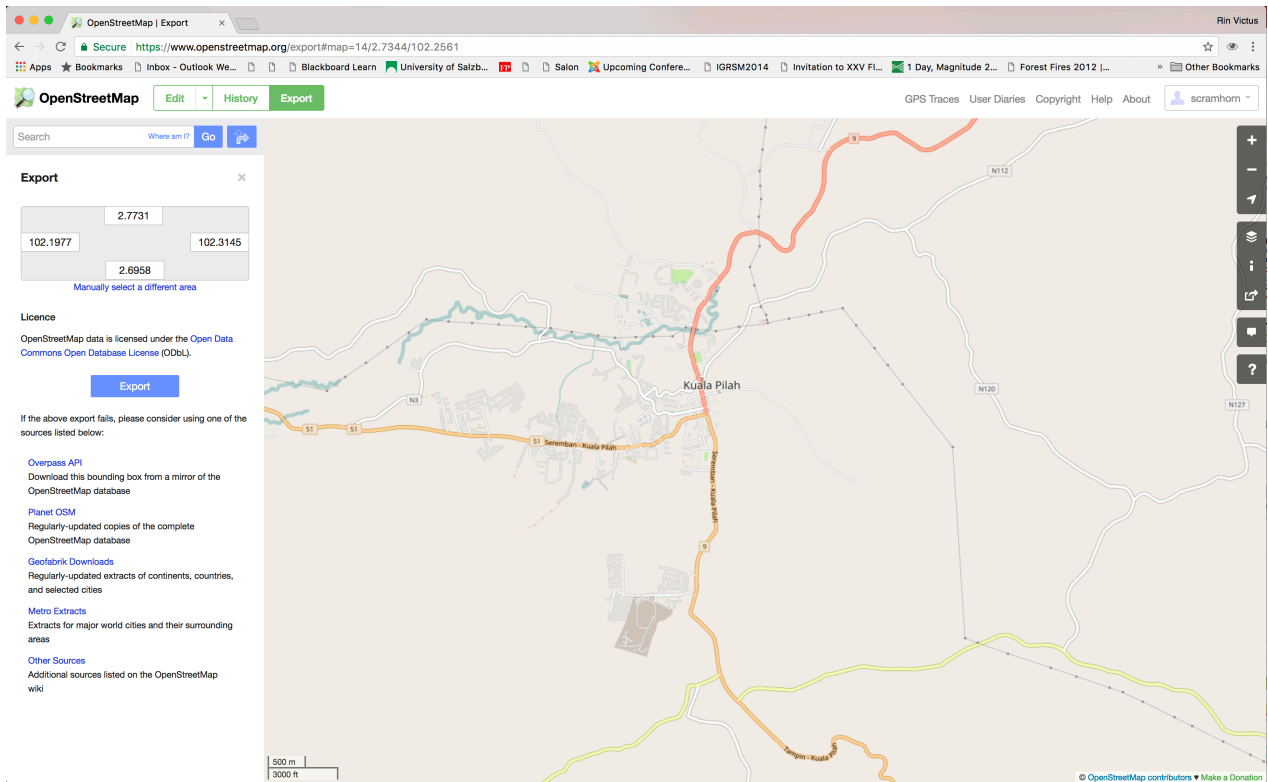 OpenStreetMap | Export
Rin Victus
Secure https://www.openstreetmap.org/export#map=14/2.7344/102.2561
Apps Bookmarks Inbox - Outlook We... Blackboard Learn University of Salzb... FP Salon Upcoming Confere... IGRSM2014 Invitation to XXV FI... 1 Day, Magnitude 2... Forest Fires 2012 |... » Other Bookmarks
OpenStreetMap Edit History Export GPS Traces User Diaries Copyright Help About scramhorn
Search Where am I? Go
Export
2.7731
102.1977 102.3145
2.6958
Manually select a different area
Licence
OpenStreetMap data is licensed under the Open Data
Commons Open Database License (ODbL).
Export
If the above export fails, please consider using one of the
sources listed below:
Overpass API
Download this bounding box from a mirror of the
OpenStreetMap database
Planet OSM
Regularly-updated copies of the complete
OpenStreetMap database
Geofabrik Downloads
Regularly-updated extracts of continents, countries,
and selected cities
Metro Extracts
Extracts for major world cities and their surrounding
areas
Other Sources
Additional sources listed on the OpenStreetMap
wiki
9
N112
Kuala Pilah
N3
N120
N127
51
51
51
Seremban - Kuala Pilah
Seremban - Kuala Pilah
9
Tampin - Kuala Pilah
500 m
3000 ft
© OpenStreetMap contributors ♥ Make a Donation